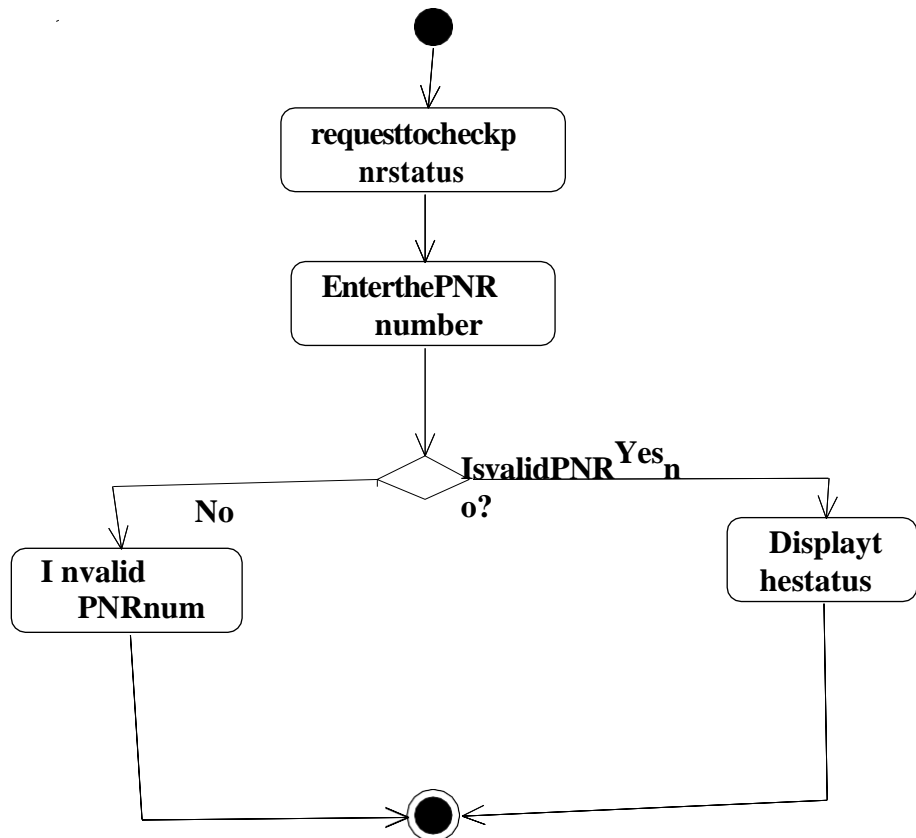 requesttocheckp
nrstatus
EnterthePNR
number
IsvalidPNR Yes n
o?
No
I nvalid
PNRnum
Displayt
hestatus